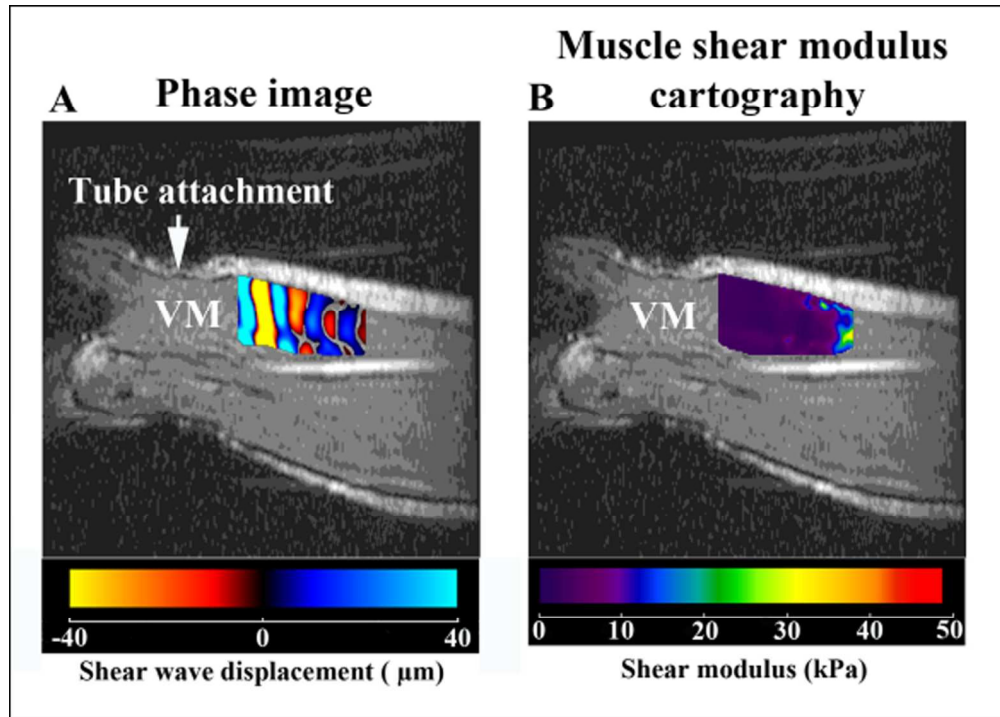 A
Phase image
Tube attachment
VM
-40 0 40
Shear wave displacement ( µm)
B
Muscle shear modulus
cartography
VM
0 10 20 30 40 50
Shear modulus (kPa)